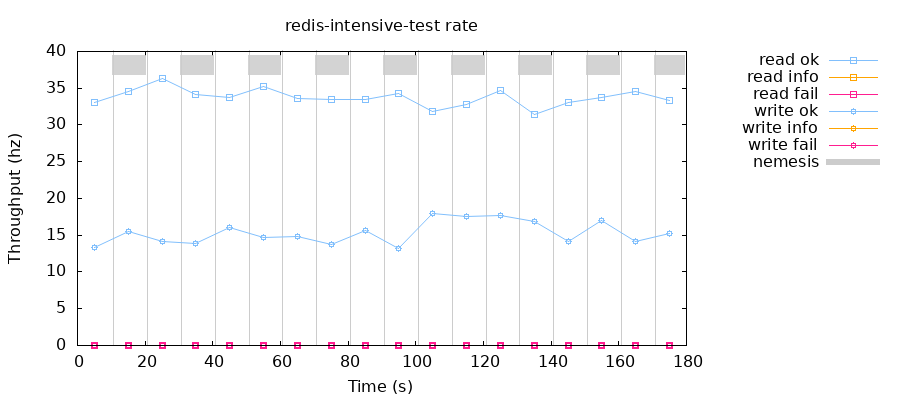 redis-intensive-test rate
Throughput (hz)
40
35
30
25
20
15
10
5
0
0 20 40 60 80 100 120 140 160 180
Time (s)
read ok
read info
read fail
write ok
write info
write fail
nemesis